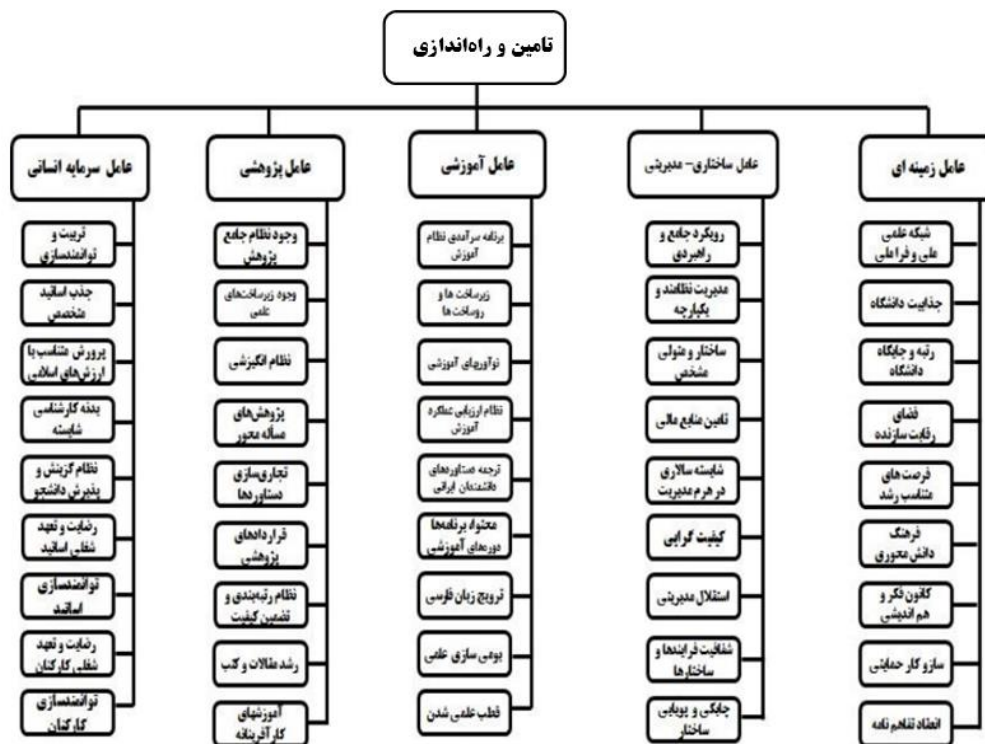 تامین و راه‌اندازی
عامل زمینه ای
شبکه علمی
ملی و فراملی
جذابیت دانشگاه
رتبه و جایگاه
دانشگاه
فضای
رقابت سازنده
فرصت های
متناسب رشد
فرهنگ
دانش محوری
کانون فکر و
هم اندیشی
سازو کار حمایتی
انعقاد تفاهم نامه
عامل ساختاری- مدیریتی
رویکرد جامع و
راهبردی
مدیریت نظامند و
یکپارچه
ساختار و متولی
مشخص
تامین منابع مالی
شایسته سالاری
در هرم مدیریت
کیفیت گرایی
استقلال مدیریتی
شفافیت فرایندها و
ساختارها
چابکی و پویایی
ساختار
عامل آموزشی
برنامه سرآمدی نظام
آموزش
زیرساخت ها و
روساخت ها
نوآوریهای آموزشی
نظام ارزیابی عملکرد
آموزش
ترجمه دستاوردهای
دانشمندان ایرانی
محتوا، برنامه‌ها
دوره‌های آموزشی
ترویج زبان فارسی
بومی سازی علمی
قطب علمی شدن
عامل پژوهشی
وجود نظام جامع
پژوهش
وجود زیرساخت‌های
علمی
نظام انگیزشی
پژوهش‌های
مسأله محور
تجاری‌سازی
دستاوردها
قراردادهای
پژوهشی
نظام رتبه‌بندی و
تضمین کیفیت
رشد مقالات و کتب
آموزشهای
کارآفرینانه
عامل سرمایه انسانی
تربیت و
توانمندسازی
جذب اساتید
متخصص
پرورش متناسب با
ارزش‌های اسلامی
بدنه کارشناسی
شایسته
نظام گزینش و
پذیرش دانشجو
رضایت و تعهد
شغلی اساتید
توانمندسازی
اساتید
رضایت و تعهد
شغلی کارکنان
توانمندسازی
کارکنان